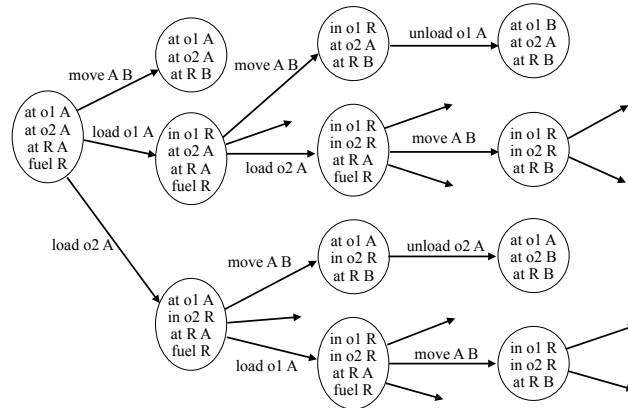 at o1 A
at o2 A
at R A
fuel R
move A B
at o1 A
at o2 A
at R B
load o1 A
in o1 R
at o2 A
at R A
fuel R
move A B
in o1 R
at o2 A
at R B
unload o1 A
at o1 B
at o2 A
at R B
load o2 A
in o1 R
in o2 R
at R A
fuel R
move A B
in o1 R
in o2 R
at R B
load o2 A
at o1 A
in o2 R
at R A
fuel R
move A B
at o1 A
in o2 R
at R B
unload o2 A
at o1 A
at o2 B
at R B
load o1 A
in o1 R
in o2 R
at R A
fuel R
move A B
in o1 R
in o2 R
at R B